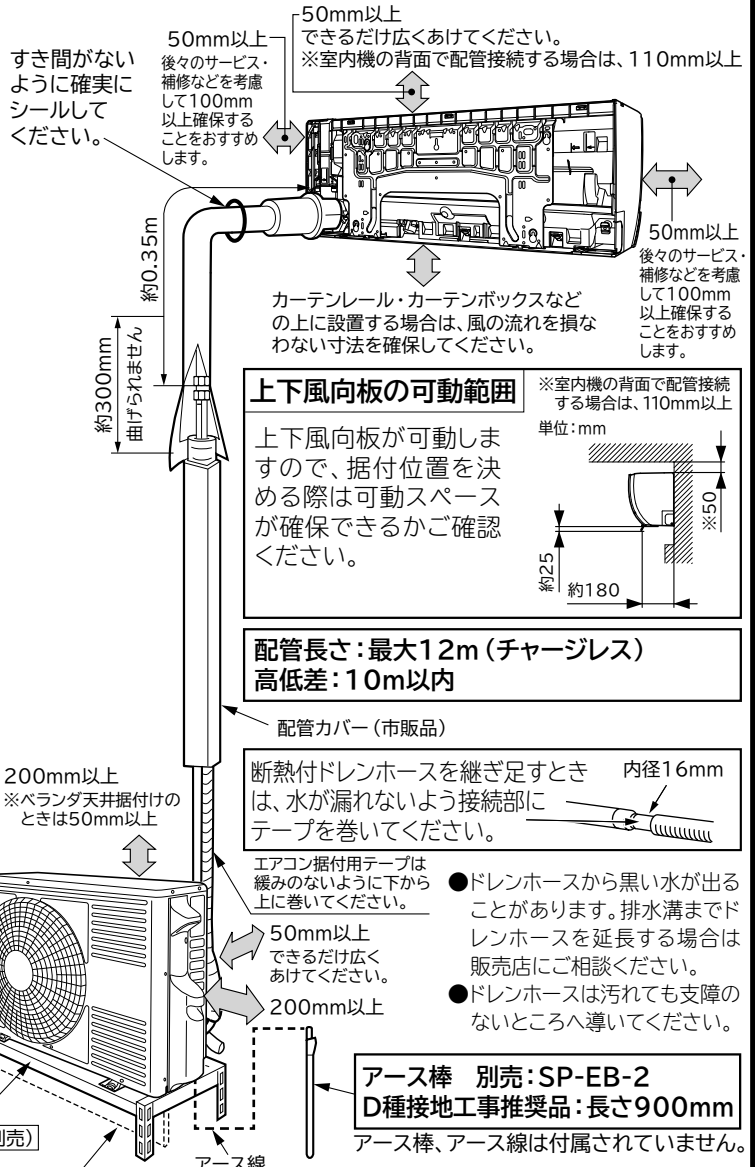 50mm以上
できるだけ広くあけてください。
※室内機の背面で配管接続する場合は、110mm以上
50mm以上
後々のサービス・
補修などを考慮
して100mm
以上確保する
ことをおすすめ
します。
すき間がない
ように確実に
シールして
ください。
50mm以上
後々のサービス・
補修などを考慮
して100mm
以上確保する
ことをおすすめ
します。
約0.35m
カーテンレール・カーテンボックスなど
の上に設置する場合は、風の流れを損な
わない寸法を確保してください。
約300mm
曲げられません
上下風向板の可動範囲
上下風向板が可動しま
すので、据付位置を決
める際は可動スペース
が確保できるかご確認
ください。
※室内機の背面で配管接続
する場合は、110mm以上
単位:mm
※50
約25
約180
配管長さ:最大12m(チャージレス)
高低差:10m以内
配管カバー(市販品)
断熱付ドレンホースを継ぎ足すとき
は、水が漏れないよう接続部に
テープを巻いてください。
内径16mm
200mm以上
※ベランダ天井据付けの
ときは50mm以上
エアコン据付用テープは
緩みのないように下から
上に巻いてください。
50mm以上
できるだけ広く
あけてください。
200mm以上
●ドレンホースから黒い水が出る
ことがあります。排水溝までド
レンホースを延長する場合は
販売店にご相談ください。
●ドレンホースは汚れても支障の
ないところへ導いてください。
アース棒 別売:SP-EB-2
D種接地工事推奨品:長さ900mm
アース棒、アース線は付属されていません。
売)
アース線